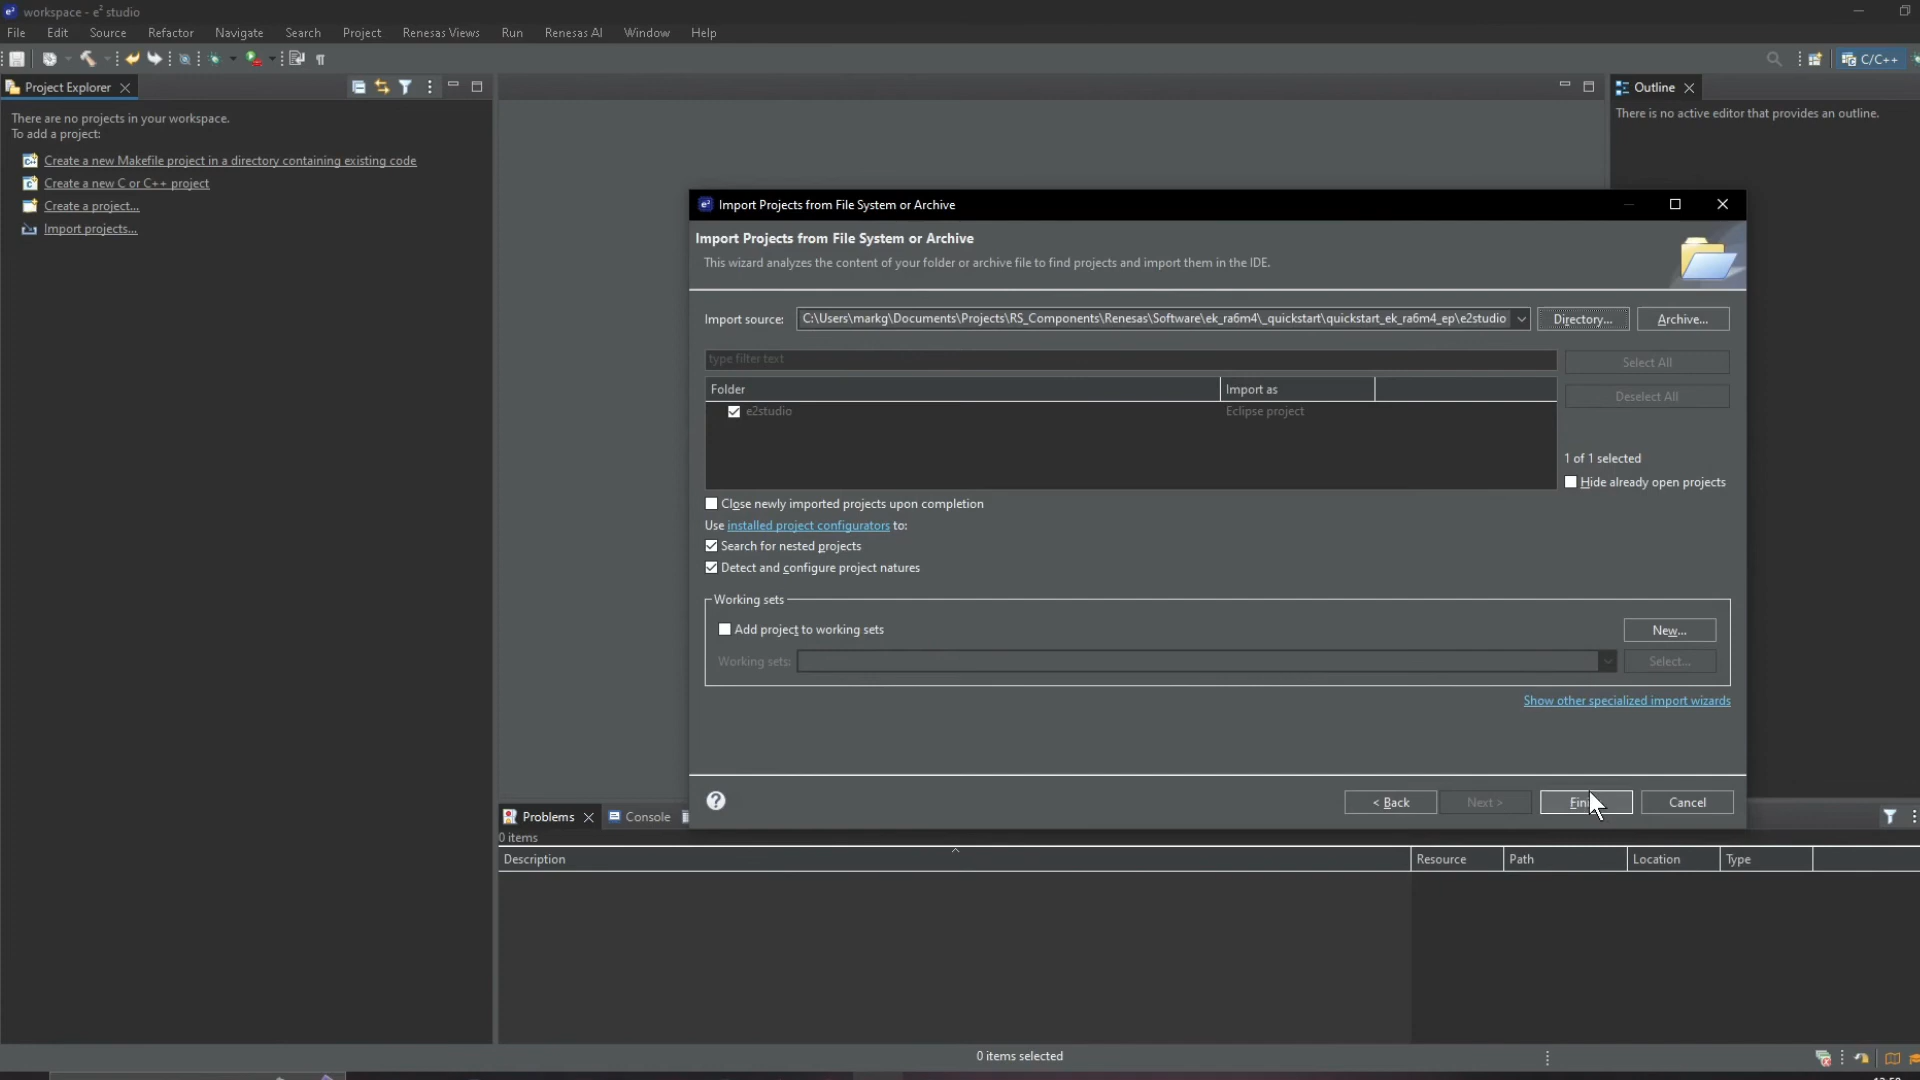 workspace - e² studio
File Edit Source Refactor Navigate Search Project Renesas Views Run Renesas AI Window Help
C/C++
Project Explorer
Outline
There are no projects in your workspace.
To add a project:
There is no active editor that provides an outline.
Create a new Makefile project in a directory containing existing code
Create a new C or C++ project
Create a project...
Import projects...
Import Projects from File System or Archive
Import Projects from File System or Archive
This wizard analyzes the content of your folder or archive file to find projects and import them in the IDE.
Import source: C:\Users\markg\Documents\Projects\RS_Components\Renesas\Software\ek_ra6m4\_quickstart\quickstart_ek_ra6m4_ep\e2studio Directory... Archive...
type filter text
Select All
Folder Import as
Deselect All
e2studio Eclipse project
1 of 1 selected
Hide already open projects
Close newly imported projects upon completion
Use installed project configurators to:
Search for nested projects
Detect and configure project natures
Working sets
Add project to working sets New...
Working sets: Select...
Show other specialized import wizards
< Back Next > Cancel
Problems Console
0 items
Description Resource Path Location Type
0 items selected